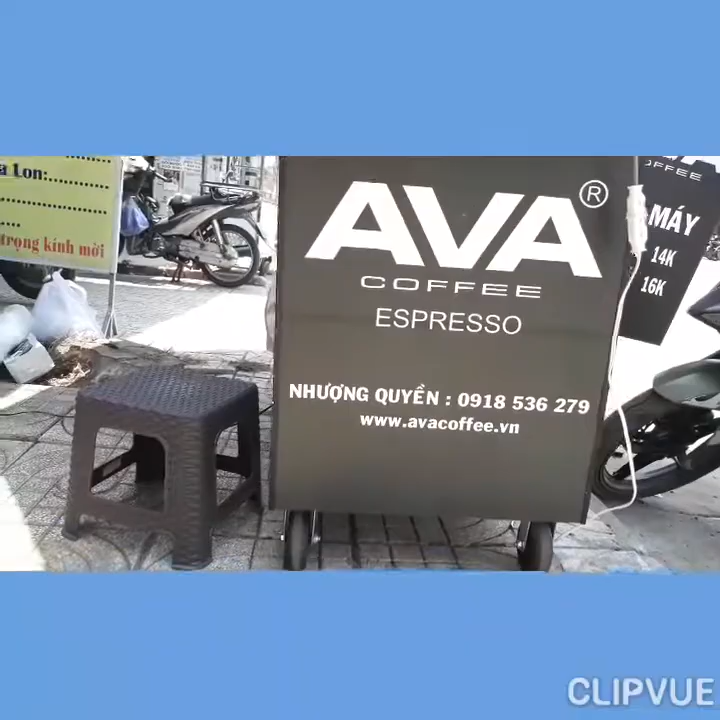 a Lon:..............
..............
trọng kính mời
AVA®
COFFEE
ESPRESSO
NHƯỢNG QUYỀN : 0918 536 279
www.avacoffee.vn
COFFEE
MÁY
14K
16K
CLIPVUE